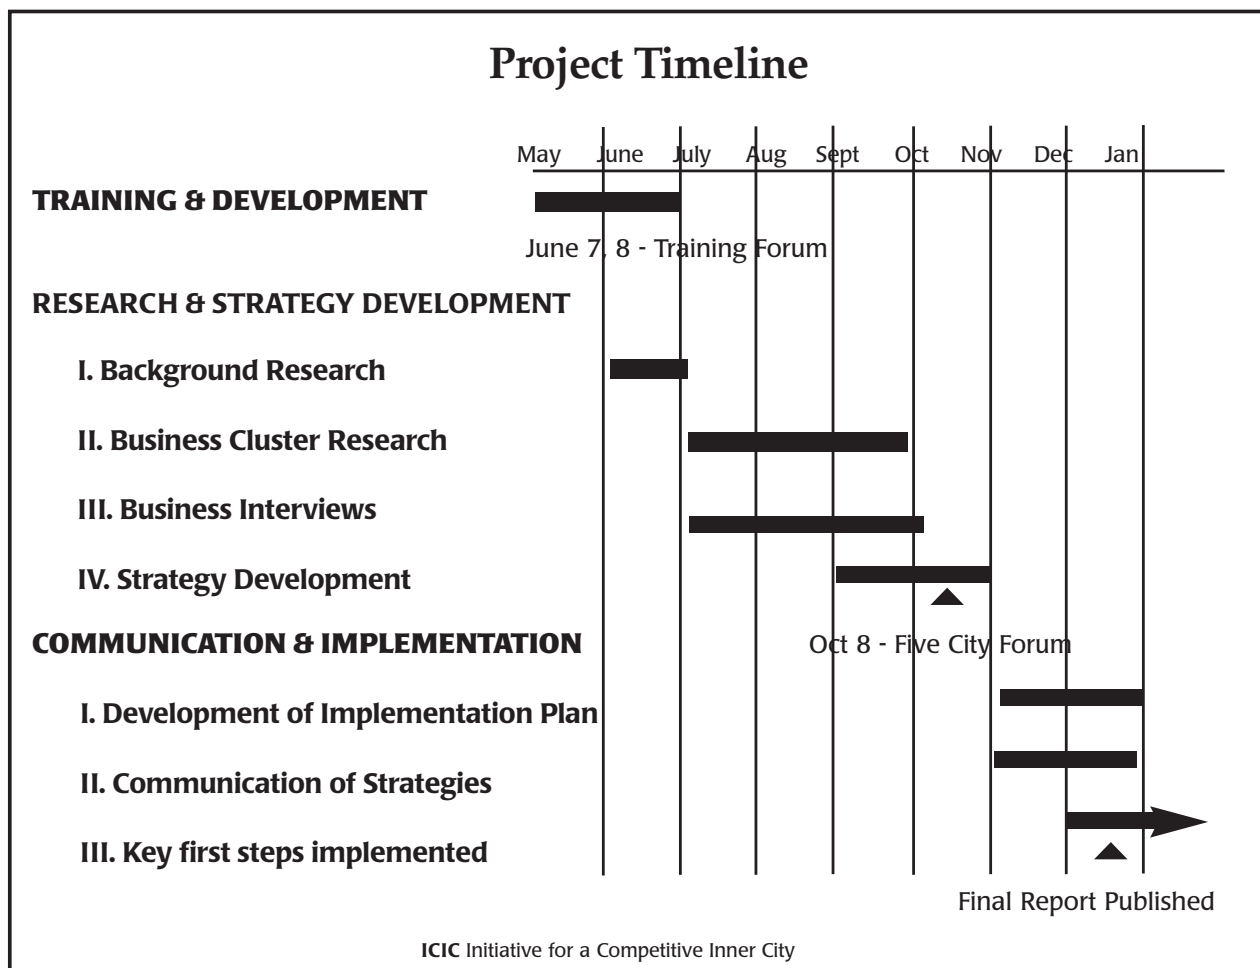 Project Timeline
May June July Aug Sept Oct Nov Dec Jan
TRAINING & DEVELOPMENT
June 7, 8 - Training Forum
RESEARCH & STRATEGY DEVELOPMENT
I. Background Research
II. Business Cluster Research
III. Business Interviews
IV. Strategy Development
COMMUNICATION & IMPLEMENTATION
Oct 8 - Five City Forum
I. Development of Implementation Plan
II. Communication of Strategies
III. Key first steps implemented
Final Report Published
ICIC Initiative for a Competitive Inner City